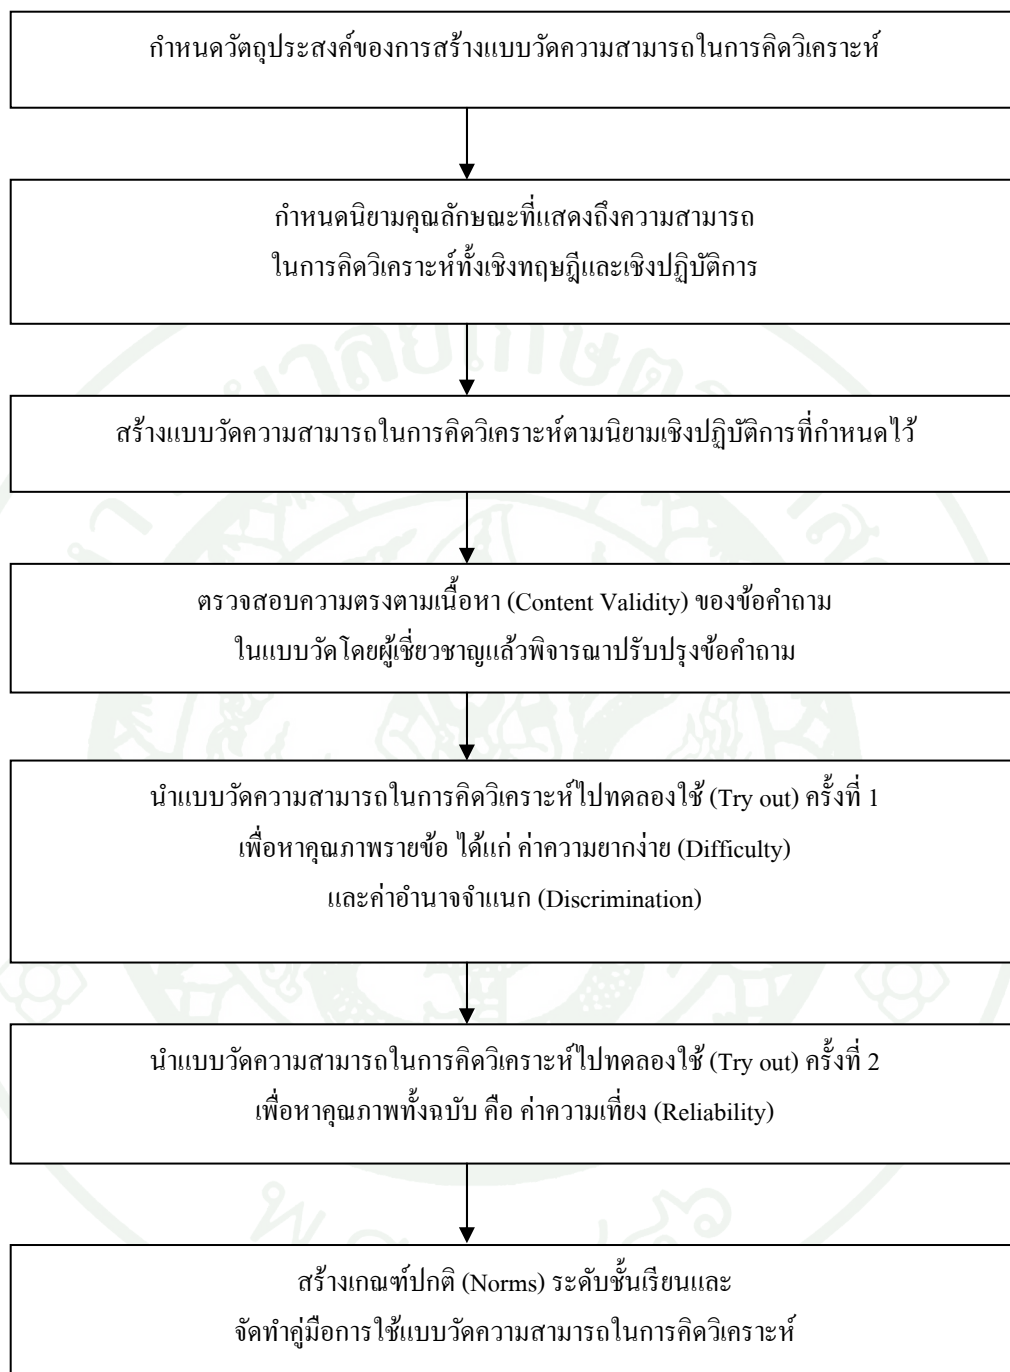 กำหนดวัตถุประสงค์ของการสร้างแบบวัดความสามารถในการคิดวิเคราะห์
กำหนดนิยามคุณลักษณะที่แสดงถึงความสามารถ
ในการคิดวิเคราะห์ทั้งเชิงทฤษฎีและเชิงปฏิบัติการ
สร้างแบบวัดความสามารถในการคิดวิเคราะห์ตามนิยามเชิงปฏิบัติการที่กำหนดไว้
ตรวจสอบความตรงตามเนื้อหา (Content Validity) ของข้อคำถาม
ในแบบวัดโดยผู้เชี่ยวชาญแล้วพิจารณาปรับปรุงข้อคำถาม
นำแบบวัดความสามารถในการคิดวิเคราะห์ไปทดลองใช้ (Try out) ครั้งที่ 1
เพื่อหาคุณภาพรายข้อ ได้แก่ ค่าความยากง่าย (Difficulty)
และค่าอำนาจจำแนก (Discrimination)
นำแบบวัดความสามารถในการคิดวิเคราะห์ไปทดลองใช้ (Try out) ครั้งที่ 2
เพื่อหาคุณภาพทั้งฉบับ คือ ค่าความเที่ยง (Reliability)
สร้างเกณฑ์ปกติ (Norms) ระดับชั้นเรียนและ
จัดทำคู่มือการใช้แบบวัดความสามารถในการคิดวิเคราะห์